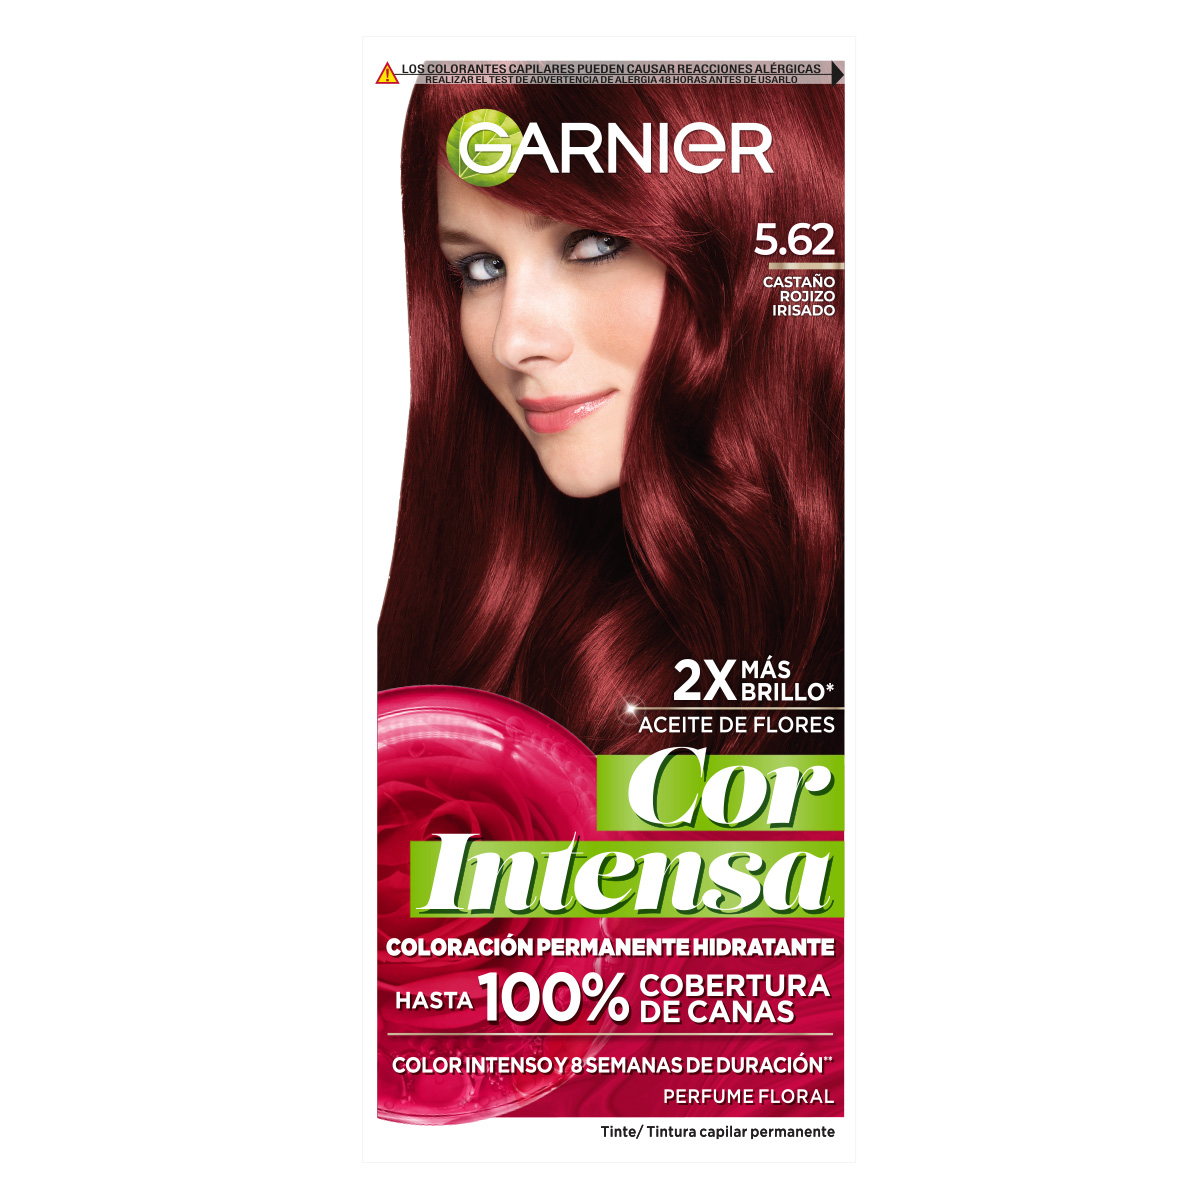 LOS COLORANTES CAPILARES PUEDEN CAUSAR REACCIONES ALÉRGICAS
REALIZAR EL TEST DE ADVERTENCIA DE ALERGIA 48 HORAS ANTES DE USARLO
GARNIER
5.62
CASTAÑO
ROJIZO
IRISADO
2X MÁS
BRILLO*
ACEITE DE FLORES
Cor
Intensa
COLORACIÓN PERMANENTE HIDRATANTE
HASTA 100% COBERTURA
DE CANAS
COLOR INTENSO Y 8 SEMANAS DE DURACIÓN**
PERFUME FLORAL
Tinte/ Tintura capilar permanente